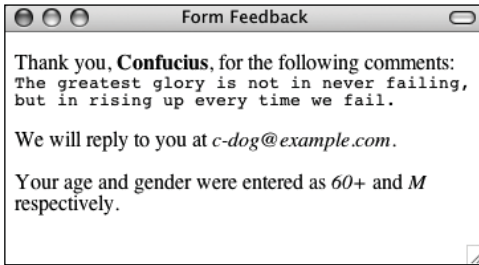 Form Feedback
Thank you, Confucius, for the following comments:
The greatest glory is not in never failing,
but in rising up every time we fail.
We will reply to you at c-dog@example.com.
Your age and gender were entered as 60+ and M
respectively.